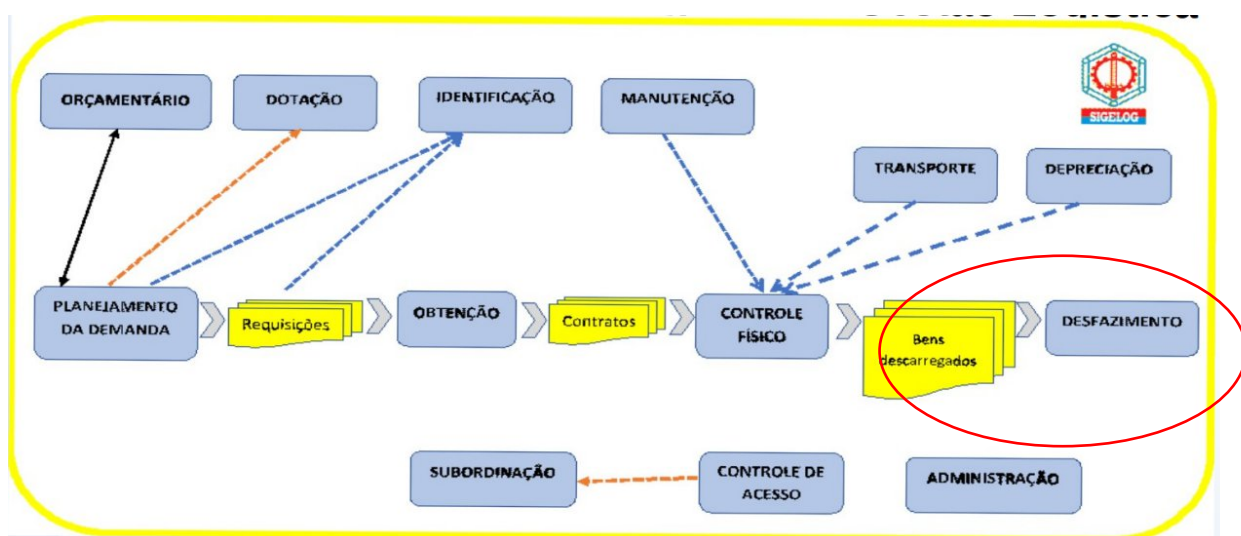 ORÇAMENTÁRIO
DOTAÇÃO
IDENTIFICAÇÃO
MANUTENÇÃO
SIGELOG
TRANSPORTE
DEPRECIAÇÃO
PLANEJAMENTO
DA DEMANDA
Requisições
OBTENÇÃO
Contratos
CONTROLE
FÍSICO
Bens
descarregados
DESFAZIMENTO
SUBORDINAÇÃO
CONTROLE DE
ACESSO
ADMINISTRAÇÃO